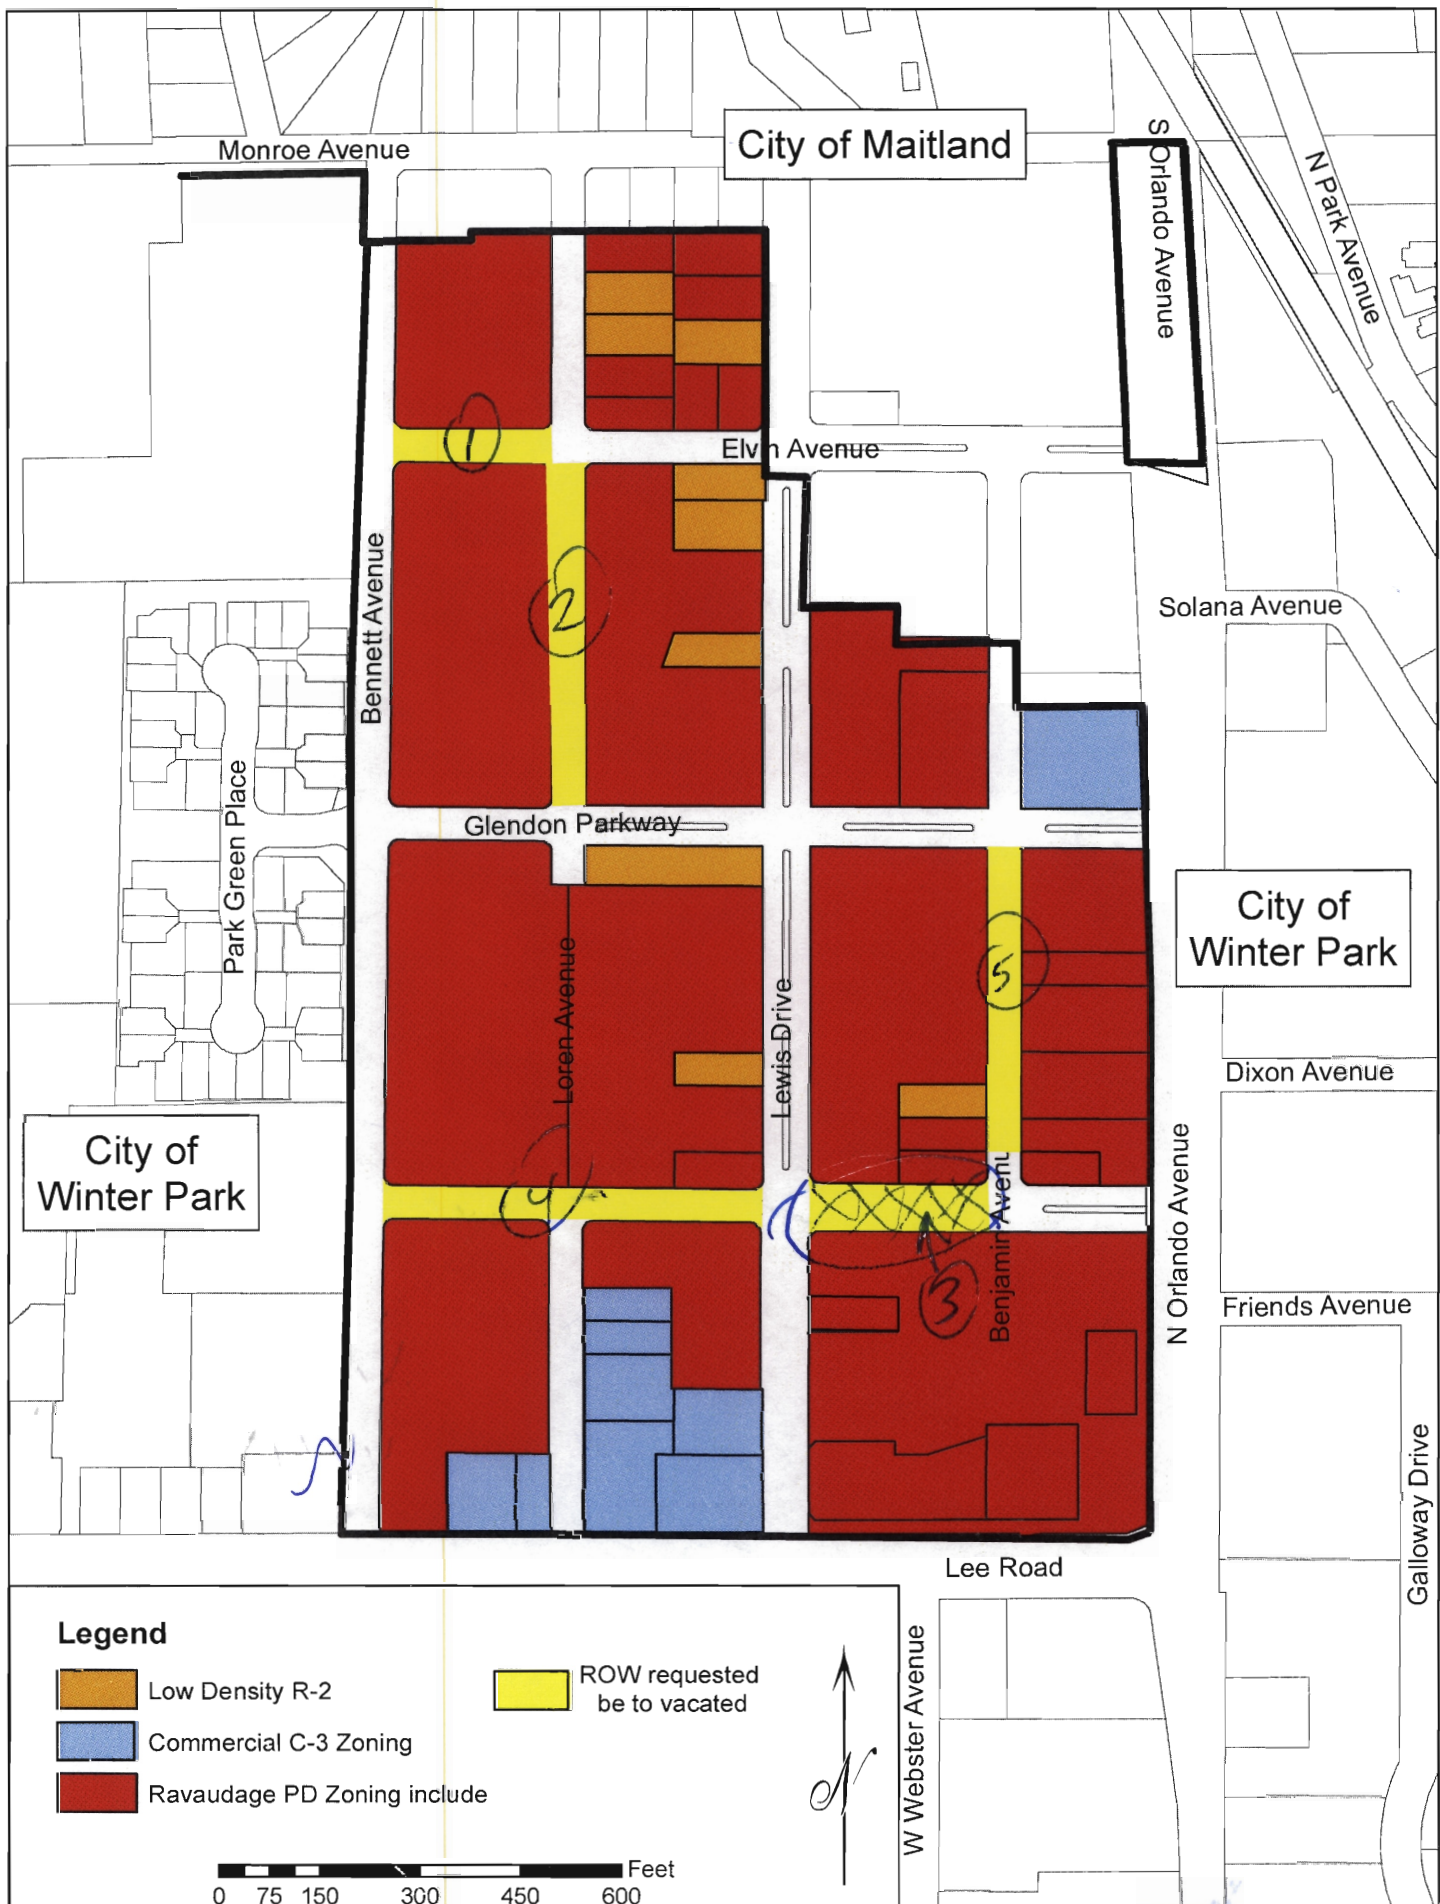 City of Maitland
Monroe Avenue
S Orlando Avenue
N Park Avenue
1
Elvin Avenue
Bennett Avenue
2
Solana Avenue
Glendon Parkway
Park Green Place
City of
Winter Park
5
Loren Avenue
Lewis Drive
Dixon Avenue
City of
Winter Park
4
Benjamin Avenu
N Orlando Avenue
3
Friends Avenue
Galloway Drive
Lee Road
W Webster Avenue
Legend
Low Density R-2
Commercial C-3 Zoning
Ravaudage PD Zoning include
ROW requested
be to vacated
N
Feet
0 75 150 300 450 600